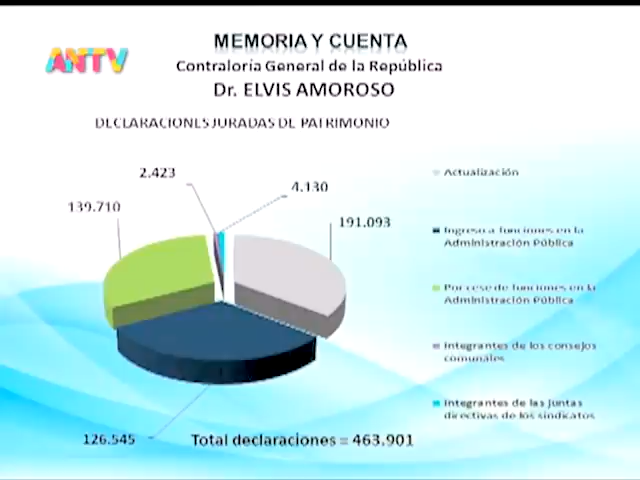 ANTV
MEMORIA Y CUENTA
Contraloría General de la República
Dr. ELVIS AMOROSO
DECLARACIONES JURADAS DE PATRIMONIO
2.423
4.130
139.710
191.093
126.545
Total declaraciones = 463.901
Actualización
Ingreso a funciones en la
Administración Pública
Por cese de funciones en la
Administración Pública
Integrantes de los consejos
comunales
Integrantes de las juntas
directivas de los sindicatos